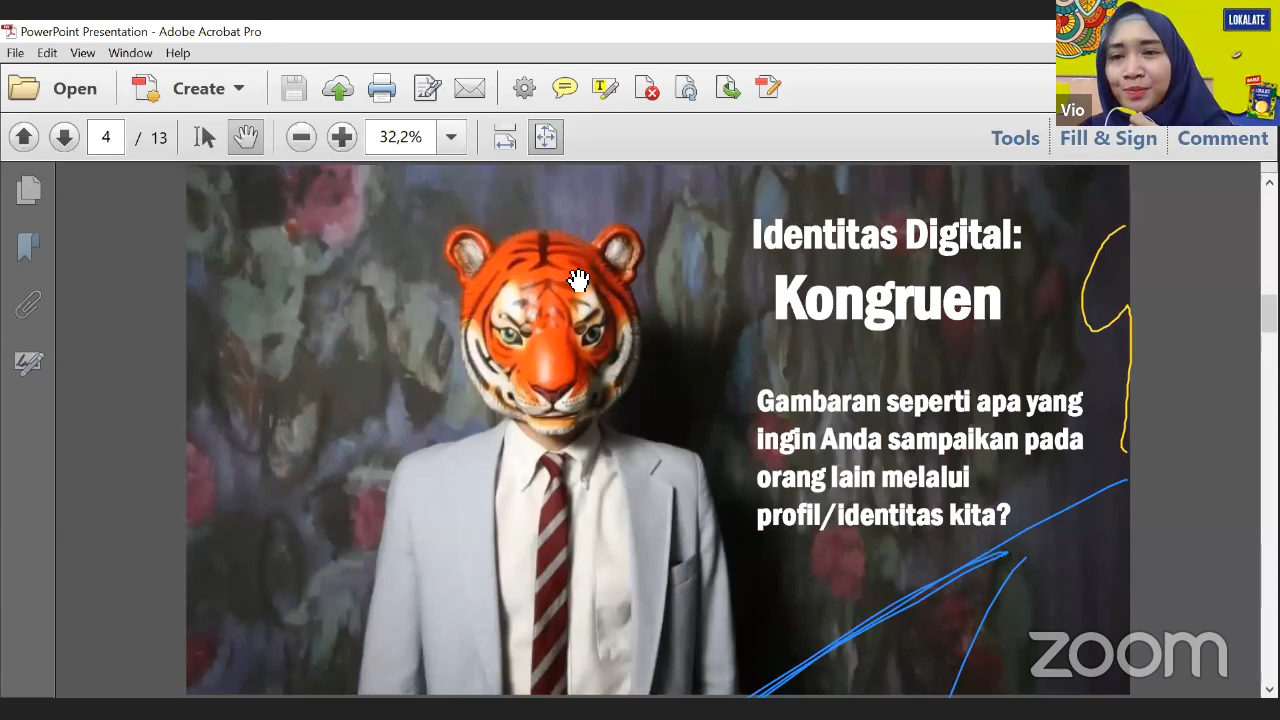 PowerPoint Presentation - Adobe Acrobat Pro
LOKALATE
File Edit View Window Help
Open Create
Vio
4 / 13 32,2% Tools Fill & Sign Comment
Identitas Digital:
Kongruen
Gambaran seperti apa yang
ingin Anda sampaikan pada
orang lain melalui
profil/identitas kita?
zoom